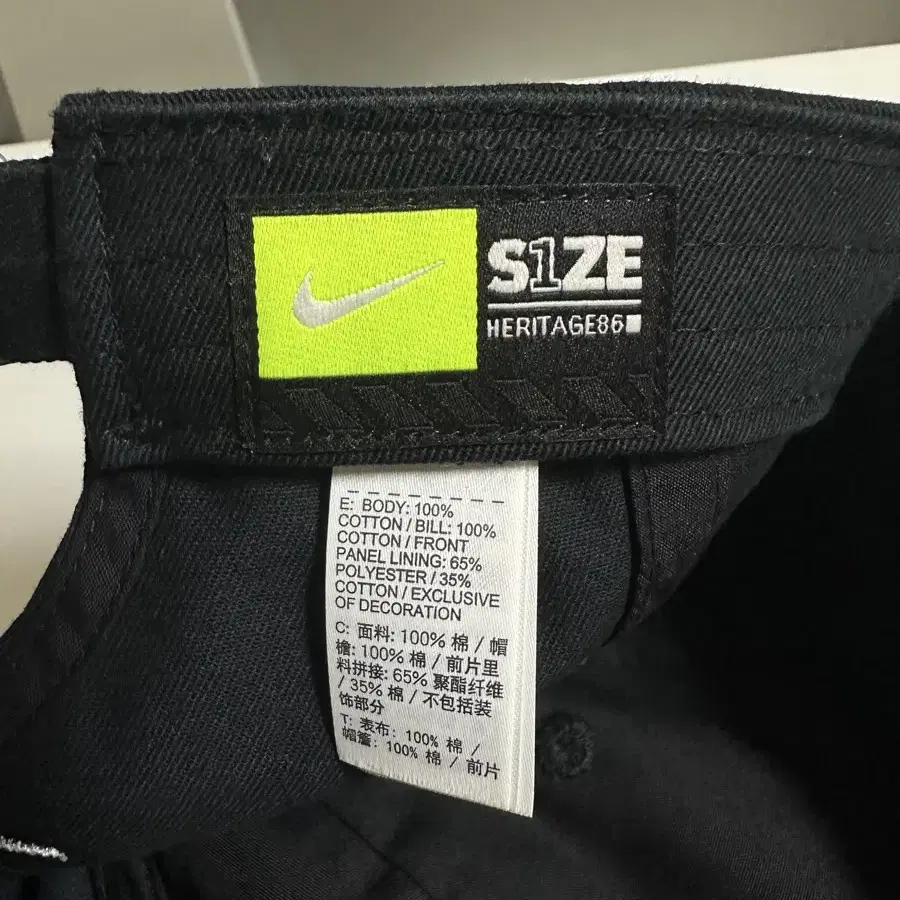 S1ZE
HERITAGE86
E: BODY: 100%
COTTON / BILL: 100%
COTTON / FRONT
PANEL LINING: 65%
POLYESTER / 35%
COTTON / EXCLUSIVE
OF DECORATION
C: 面料: 100% 棉 / 帽
檐: 100% 棉 / 前片里
料拼接: 65% 聚酯纤维
/ 35% 棉 / 不包括装
饰部分
T: 表布: 100% 棉 /
帽簷: 100% 棉 / 前片